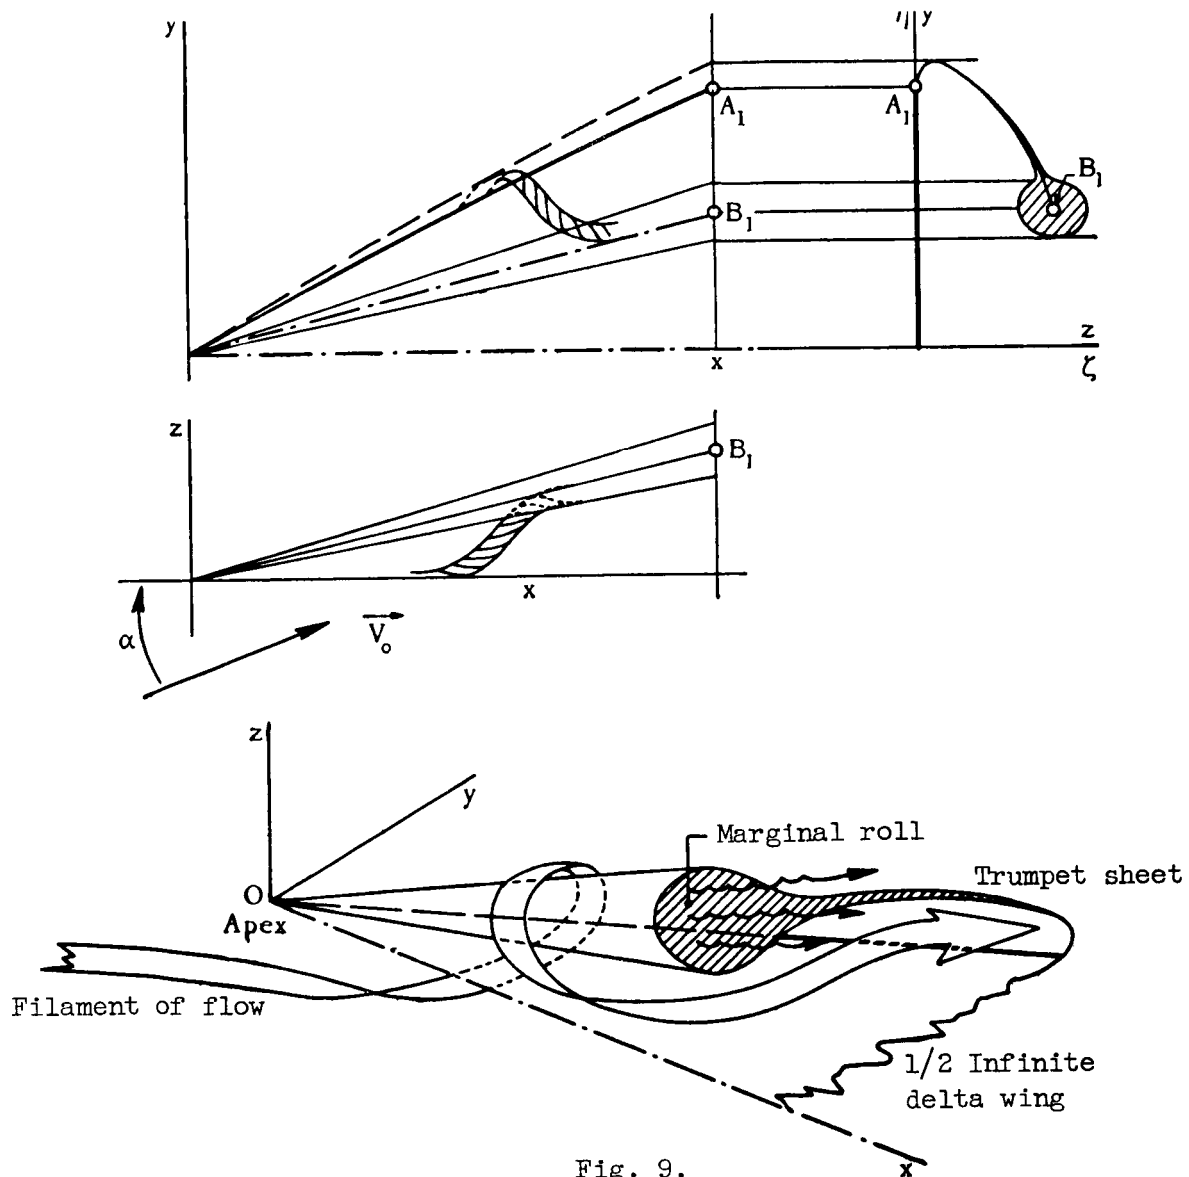 y
η y
A₁
A₁
B₁
B₁
z
x
ζ
z
B₁
x
α
V₀
z
y
Marginal roll
Trumpet sheet
O
Apex
Filament of flow
1/2 Infinite
delta wing
x
Fig. 9.